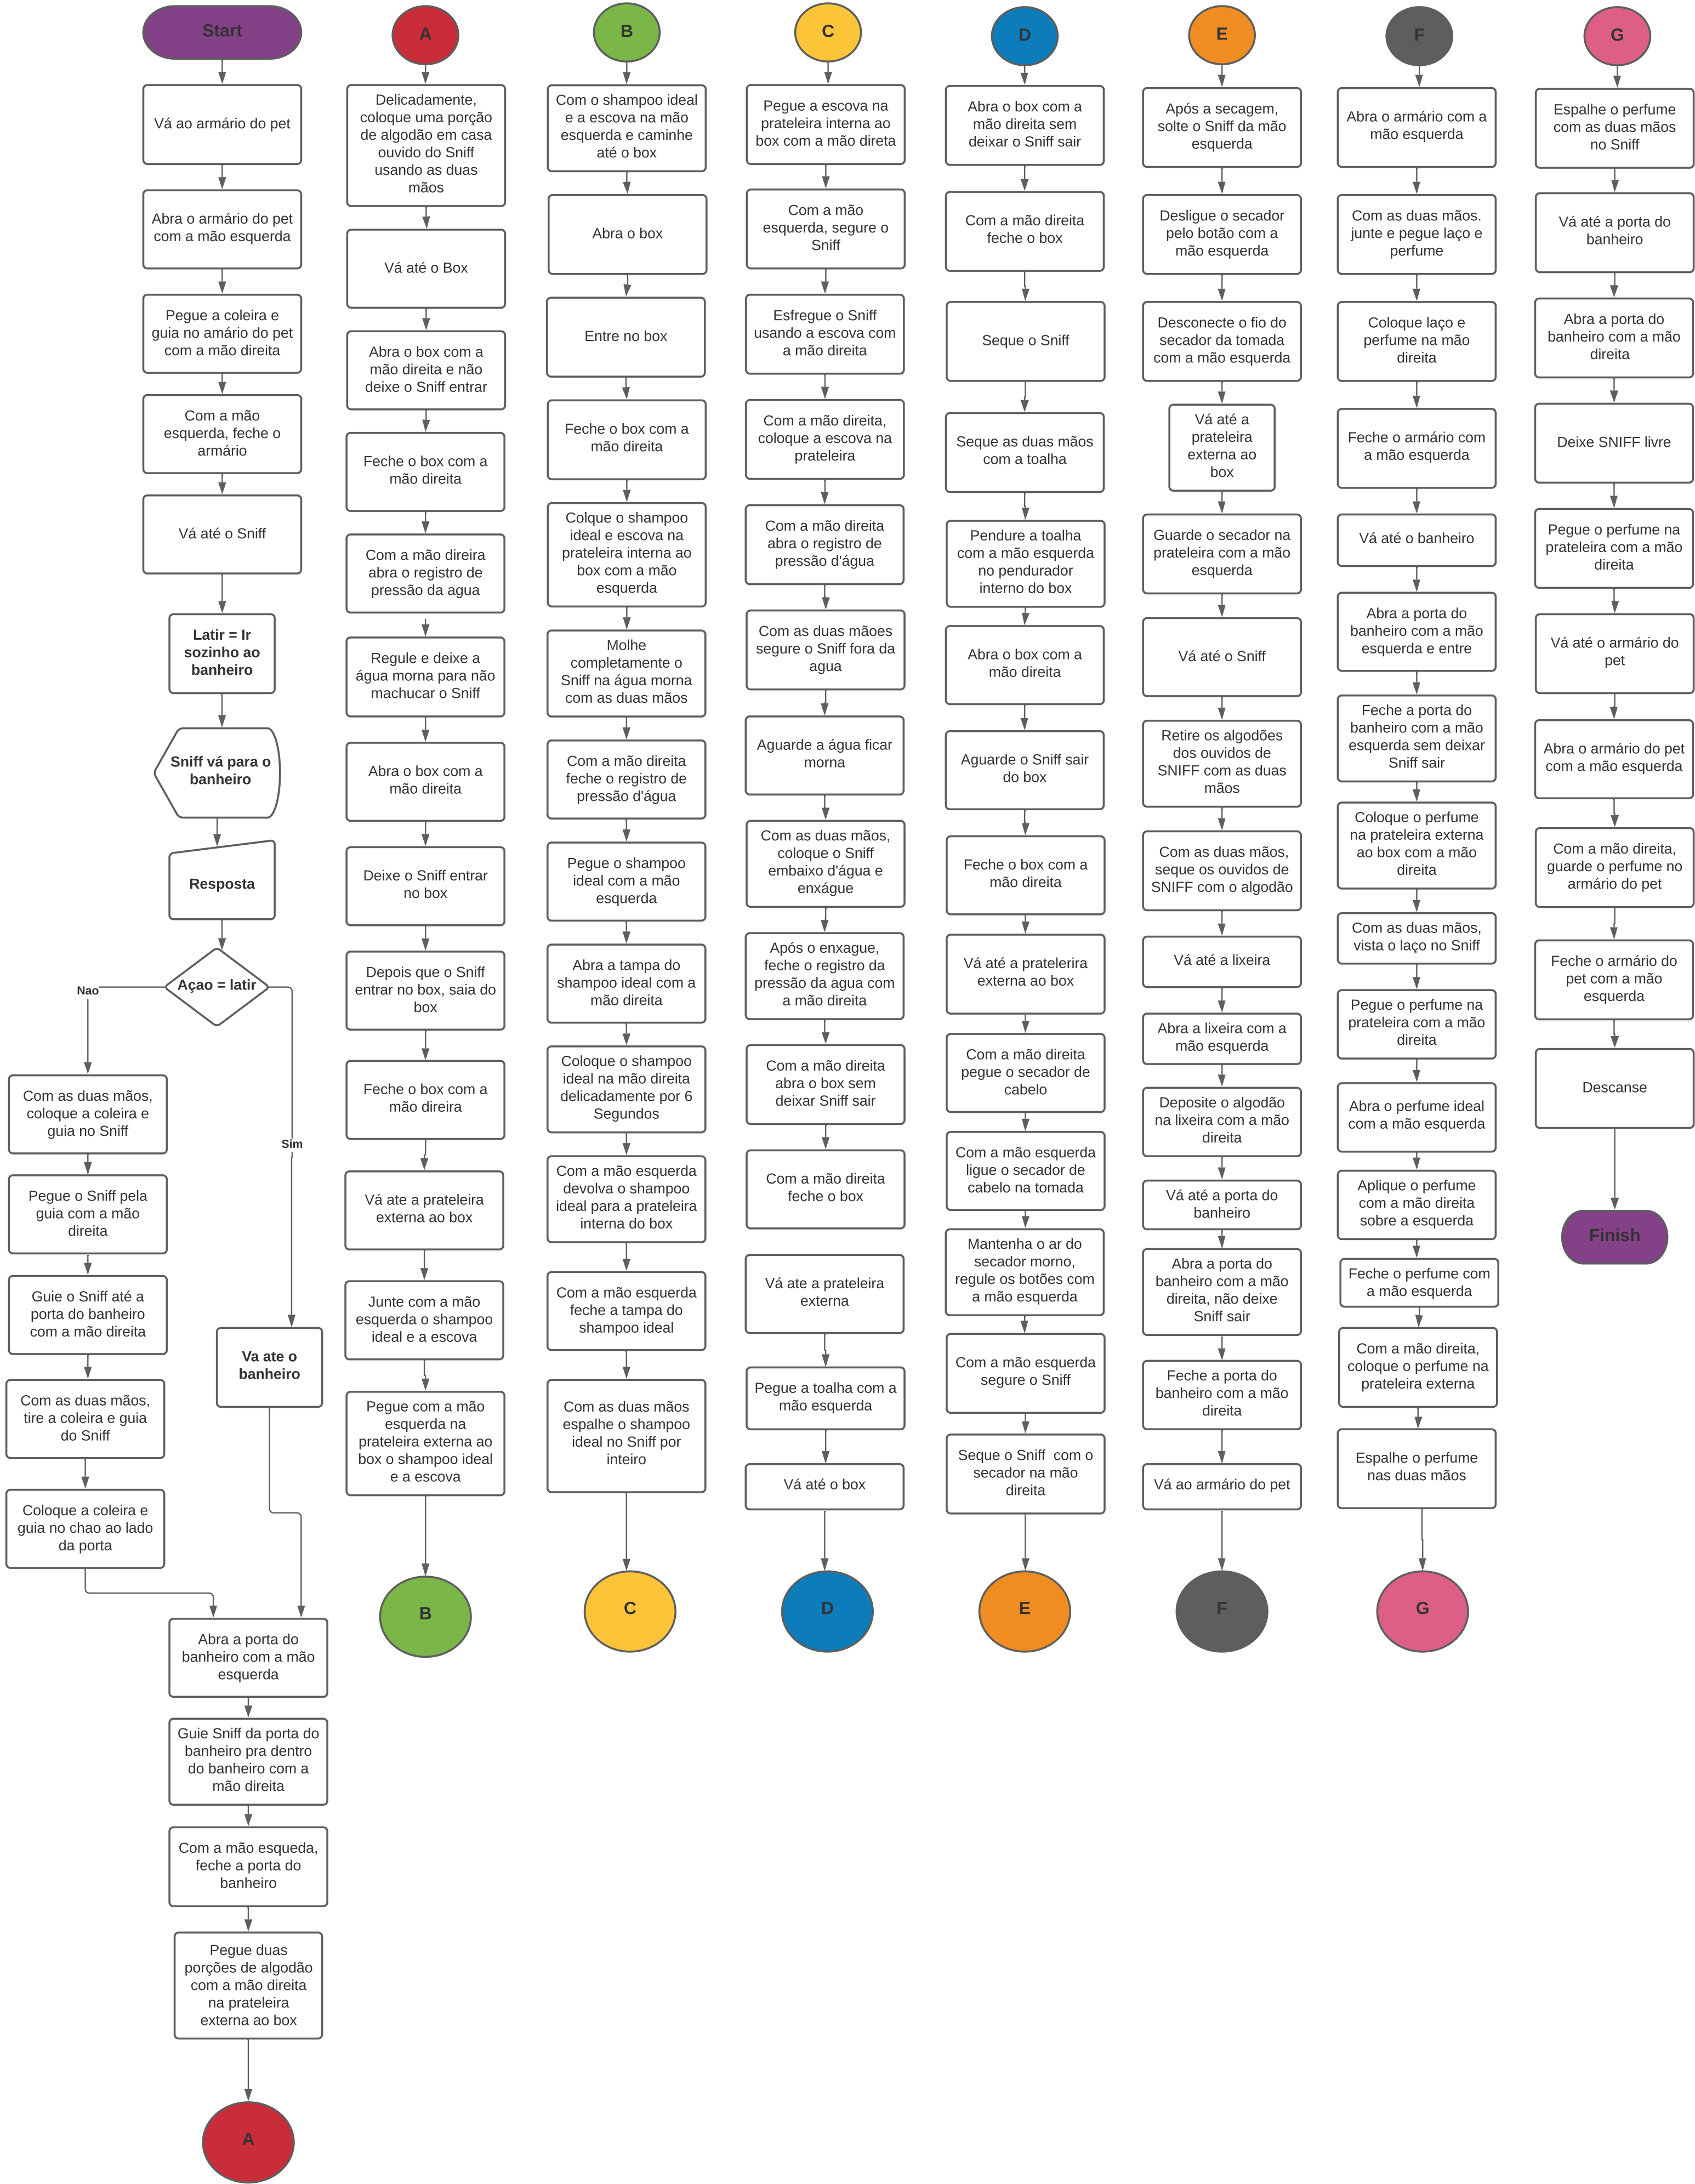 Start
Vá ao armário do pet
Abra o armário do pet
com a mão esquerda
Pegue a coleira e
guia no amário do pet
com a mão direita
Com a mão
esquerda, feche o
armário
Vá até o Sniff
Latir = Ir
sozinho ao
banheiro
Sniff vá para o
banheiro
Resposta
Açao = latir
Nao
Sim
Com as duas mãos,
coloque a coleira e
guia no Sniff
Pegue o Sniff pela
guia com a mão
direita
Guie o Sniff até a
porta do banheiro
com a mão direita
Com as duas mãos,
tire a coleira e guia
do Sniff
Coloque a coleira e
guia no chao ao lado
da porta
Va ate o
banheiro
Abra a porta do
banheiro com a mão
esquerda
Guie Sniff da porta do
banheiro pra dentro
do banheiro com a
mão direita
Com a mão esqueda,
feche a porta do
banheiro
Pegue duas
porções de algodão
com a mão direita
na prateleira
externa ao box
A
A
Delicadamente,
coloque uma porção
de algodão em casa
ouvido do Sniff
usando as duas
mãos
Vá até o Box
Abra o box com a
mão direita e não
deixe o Sniff entrar
Feche o box com a
mão direita
Com a mão direira
abra o registro de
pressão da agua
Regule e deixe a
água morna para não
machucar o Sniff
Abra o box com a
mão direita
Deixe o Sniff entrar
no box
Depois que o Sniff
entrar no box, saia do
box
Feche o box com a
mão direira
Vá ate a prateleira
externa ao box
Junte com a mão
esquerda o shampoo
ideal e a escova
Pegue com a mão
esquerda na
prateleira externa ao
box o shampoo ideal
e a escova
B
B
Com o shampoo ideal
e a escova na mão
esquerda e caminhe
até o box
Abra o box
Entre no box
Feche o box com a
mão direita
Colque o shampoo
ideal e escova na
prateleira interna ao
box com a mão
esquerda
Molhe
completamente o
Sniff na água morna
com as duas mãos
Com a mão direita
feche o registro de
pressão d'água
Pegue o shampoo
ideal com a mão
esquerda
Abra a tampa do
shampoo ideal com a
mão direita
Coloque o shampoo
ideal na mão direita
delicadamente por 6
Segundos
Com a mão esquerda
devolva o shampoo
ideal para a prateleira
interna do box
Com a mão esquerda
feche a tampa do
shampoo ideal
Com as duas mãos
espalhe o shampoo
ideal no Sniff por
inteiro
C
C
Pegue a escova na
prateleira interna ao
box com a mão direta
Com a mão
esquerda, segure o
Sniff
Esfregue o Sniff
usando a escova com
a mão direita
Com a mão direita,
coloque a escova na
prateleira
Com a mão direita
abra o registro de
pressão d'água
Com as duas mãoes
segure o Sniff fora da
agua
Aguarde a água ficar
morna
Com as duas mãos,
coloque o Sniff
embaixo d'água e
enxágue
Após o enxague,
feche o registro da
pressão da agua com
a mão direita
Com a mão direita
abra o box sem
deixar Sniff sair
Com a mão direita
feche o box
Vá ate a prateleira
externa
Pegue a toalha com a
mão esquerda
Vá até o box
D
D
Abra o box com a
mão direita sem
deixar o Sniff sair
Com a mão direita
feche o box
Seque o Sniff
Seque as duas mãos
com a toalha
Pendure a toalha
com a mão esquerda
no pendurador
interno do box
Abra o box com a
mão direita
Aguarde o Sniff sair
do box
Feche o box com a
mão direita
Vá até a pratelerira
externa ao box
Com a mão direita
pegue o secador de
cabelo
Com a mão esquerda
ligue o secador de
cabelo na tomada
Mantenha o ar do
secador morno,
regule os botões com
a mão esquerda
Com a mão esquerda
segure o Sniff
Seque o Sniff com o
secador na mão
direita
E
E
Após a secagem,
solte o Sniff da mão
esquerda
Desligue o secador
pelo botão com a
mão esquerda
Desconecte o fio do
secador da tomada
com a mão esquerda
Vá até a
prateleira
externa ao
box
Guarde o secador na
prateleira com a mão
esquerda
Vá até o Sniff
Retire os algodões
dos ouvidos de
SNIFF com as duas
mãos
Com as duas mãos,
seque os ouvidos de
SNIFF com o algodão
Vá até a lixeira
Abra a lixeira com a
mão esquerda
Deposite o algodão
na lixeira com a mão
direita
Vá até a porta do
banheiro
Abra a porta do
banheiro com a mão
direita, não deixe
Sniff sair
Feche a porta do
banheiro com a mão
direita
Vá ao armário do pet
F
F
Abra o armário com a
mão esquerda
Com as duas mãos.
junte e pegue laço e
perfume
Coloque laço e
perfume na mão
direita
Feche o armário com
a mão esquerda
Vá até o banheiro
Abra a porta do
banheiro com a mão
esquerda e entre
Feche a porta do
banheiro com a mão
esquerda sem deixar
Sniff sair
Coloque o perfume
na prateleira externa
ao box com a mão
direita
Com as duas mãos,
vista o laço no Sniff
Pegue o perfume na
prateleira com a mão
direita
Abra o perfume ideal
com a mão esquerda
Aplique o perfume
com a mão direita
sobre a esquerda
Feche o perfume com
a mão esquerda
Com a mão direita,
coloque o perfume na
prateleira externa
Espalhe o perfume
nas duas mãos
G
G
Espalhe o perfume
com as duas mãos
no Sniff
Vá até a porta do
banheiro
Abra a porta do
banheiro com a mão
direita
Deixe SNIFF livre
Pegue o perfume na
prateleira com a mão
direita
Vá até o armário do
pet
Abra o armário do pet
com a mão esquerda
Com a mão direita,
guarde o perfume no
armário do pet
Feche o armário do
pet com a mão
esquerda
Descanse
Finish